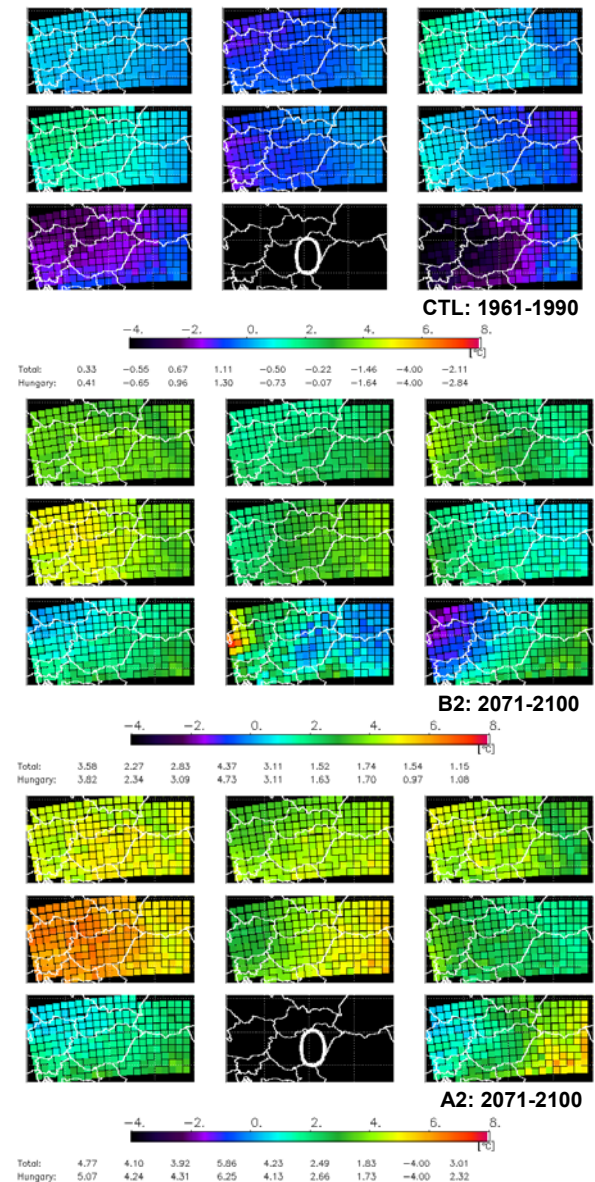 0
CTL: 1961-1990
-4. -2. 0. 2. 4. 6. 8.
[°C]
Total: 0.33 -0.55 0.67 1.11 -0.50 -0.22 -1.46 -4.00 -2.11
Hungary: 0.41 -0.65 0.96 1.30 -0.73 -0.07 -1.64 -4.00 -2.84
B2: 2071-2100
-4. -2. 0. 2. 4. 6. 8.
[°C]
Total: 3.58 2.27 2.83 4.37 3.11 1.52 1.74 1.54 1.15
Hungary: 3.82 2.34 3.09 4.73 3.11 1.63 1.70 0.97 1.08
0
A2: 2071-2100
-4. -2. 0. 2. 4. 6. 8.
[°C]
Total: 4.77 4.10 3.92 5.86 4.23 2.49 1.83 -4.00 3.01
Hungary: 5.07 4.24 4.31 6.25 4.13 2.66 1.73 -4.00 2.32